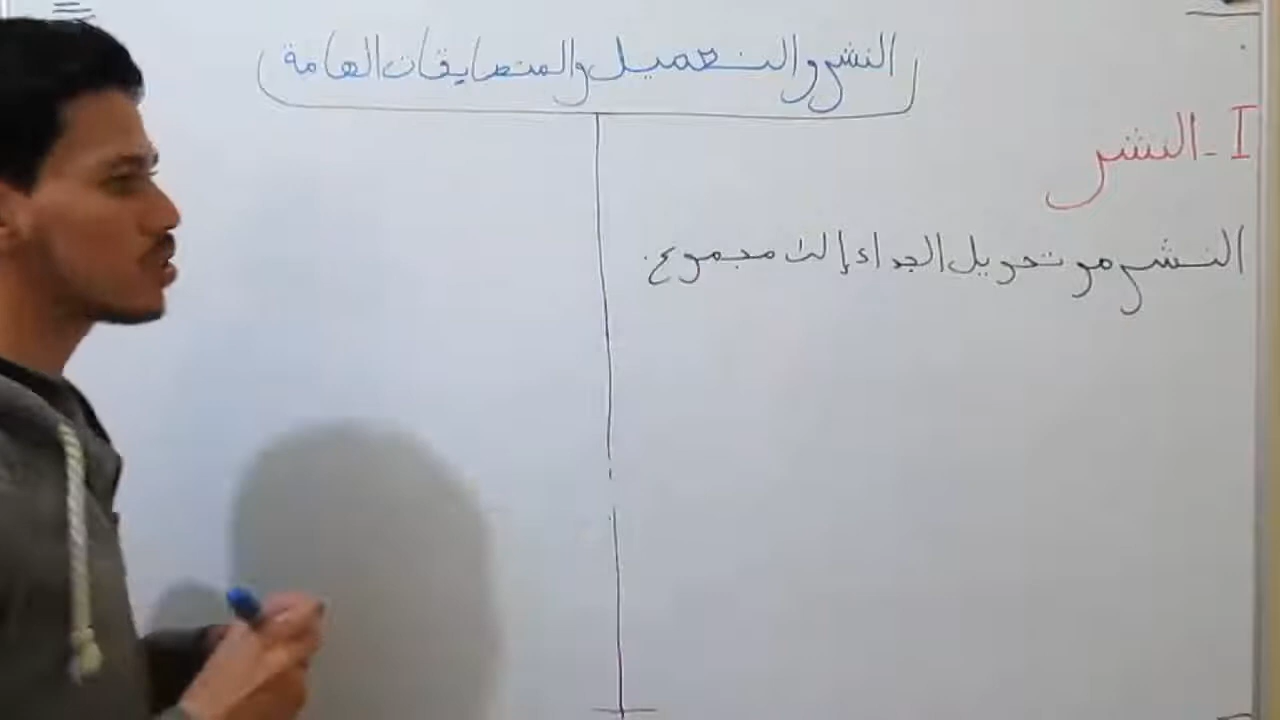 النشر والتعميل والمتطابقات الهامة
I - النشر
النشر هو تحويل الجداء إلى مجموع.